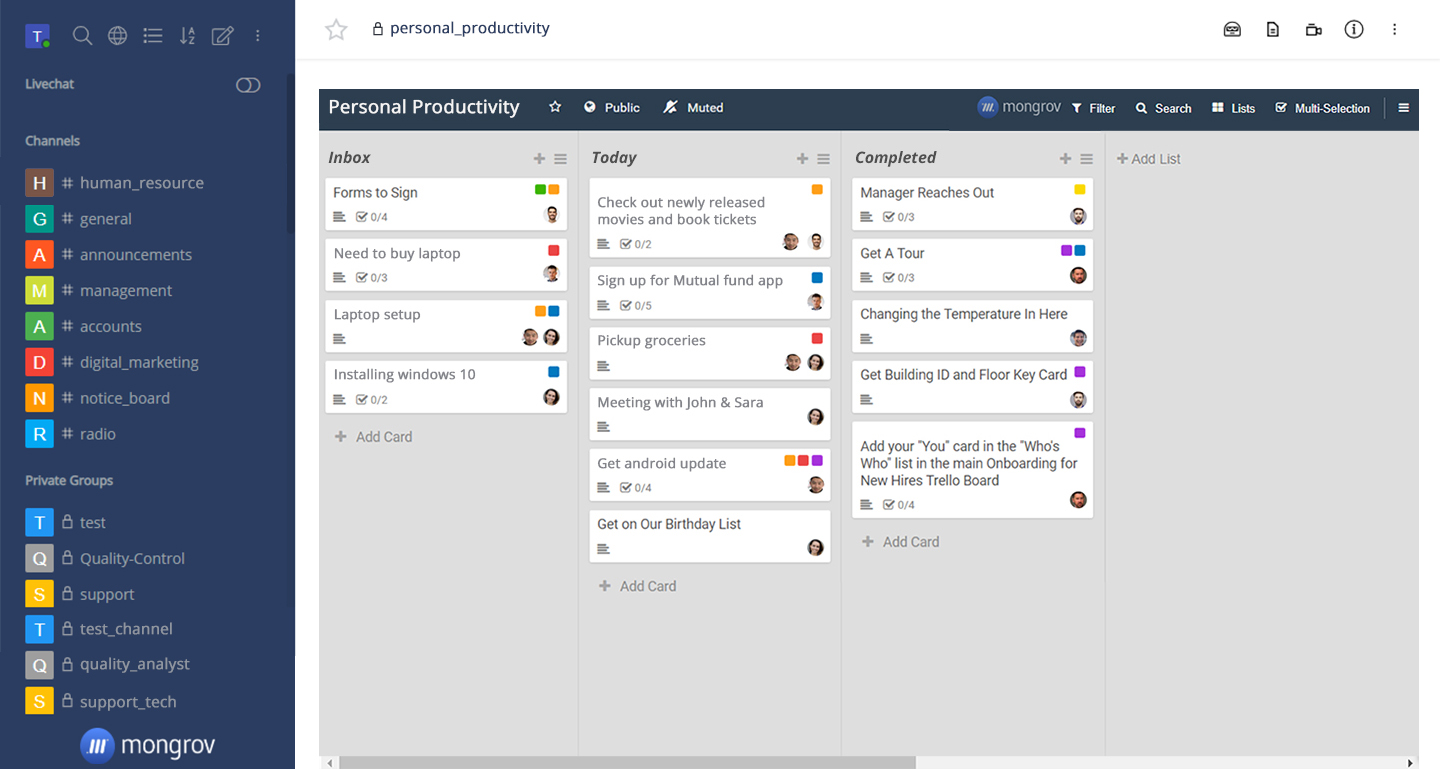 T
Livechat
Channels
H # human_resource
G # general
A # announcements
M # management
A # accounts
D # digital_marketing
N # notice_board
R # radio
Private Groups
T test
Q Quality-Control
S support
T test_channel
Q quality_analyst
S support_tech
mongrov
personal_productivity
Personal Productivity Public Muted mongrov Filter Search Lists Multi-Selection
Inbox
Forms to Sign
0/4
Need to buy laptop
0/3
Laptop setup
Installing windows 10
0/2
+ Add Card
Today
Check out newly released
movies and book tickets
0/2
Sign up for Mutual fund app
0/5
Pickup groceries
Meeting with John & Sara
Get android update
0/4
Get on Our Birthday List
+ Add Card
Completed
Manager Reaches Out
0/3
Get A Tour
0/3
Changing the Temperature In Here
Get Building ID and Floor Key Card
Add your "You" card in the "Who's
Who" list in the main Onboarding for
New Hires Trello Board
0/4
+ Add Card
+ Add List